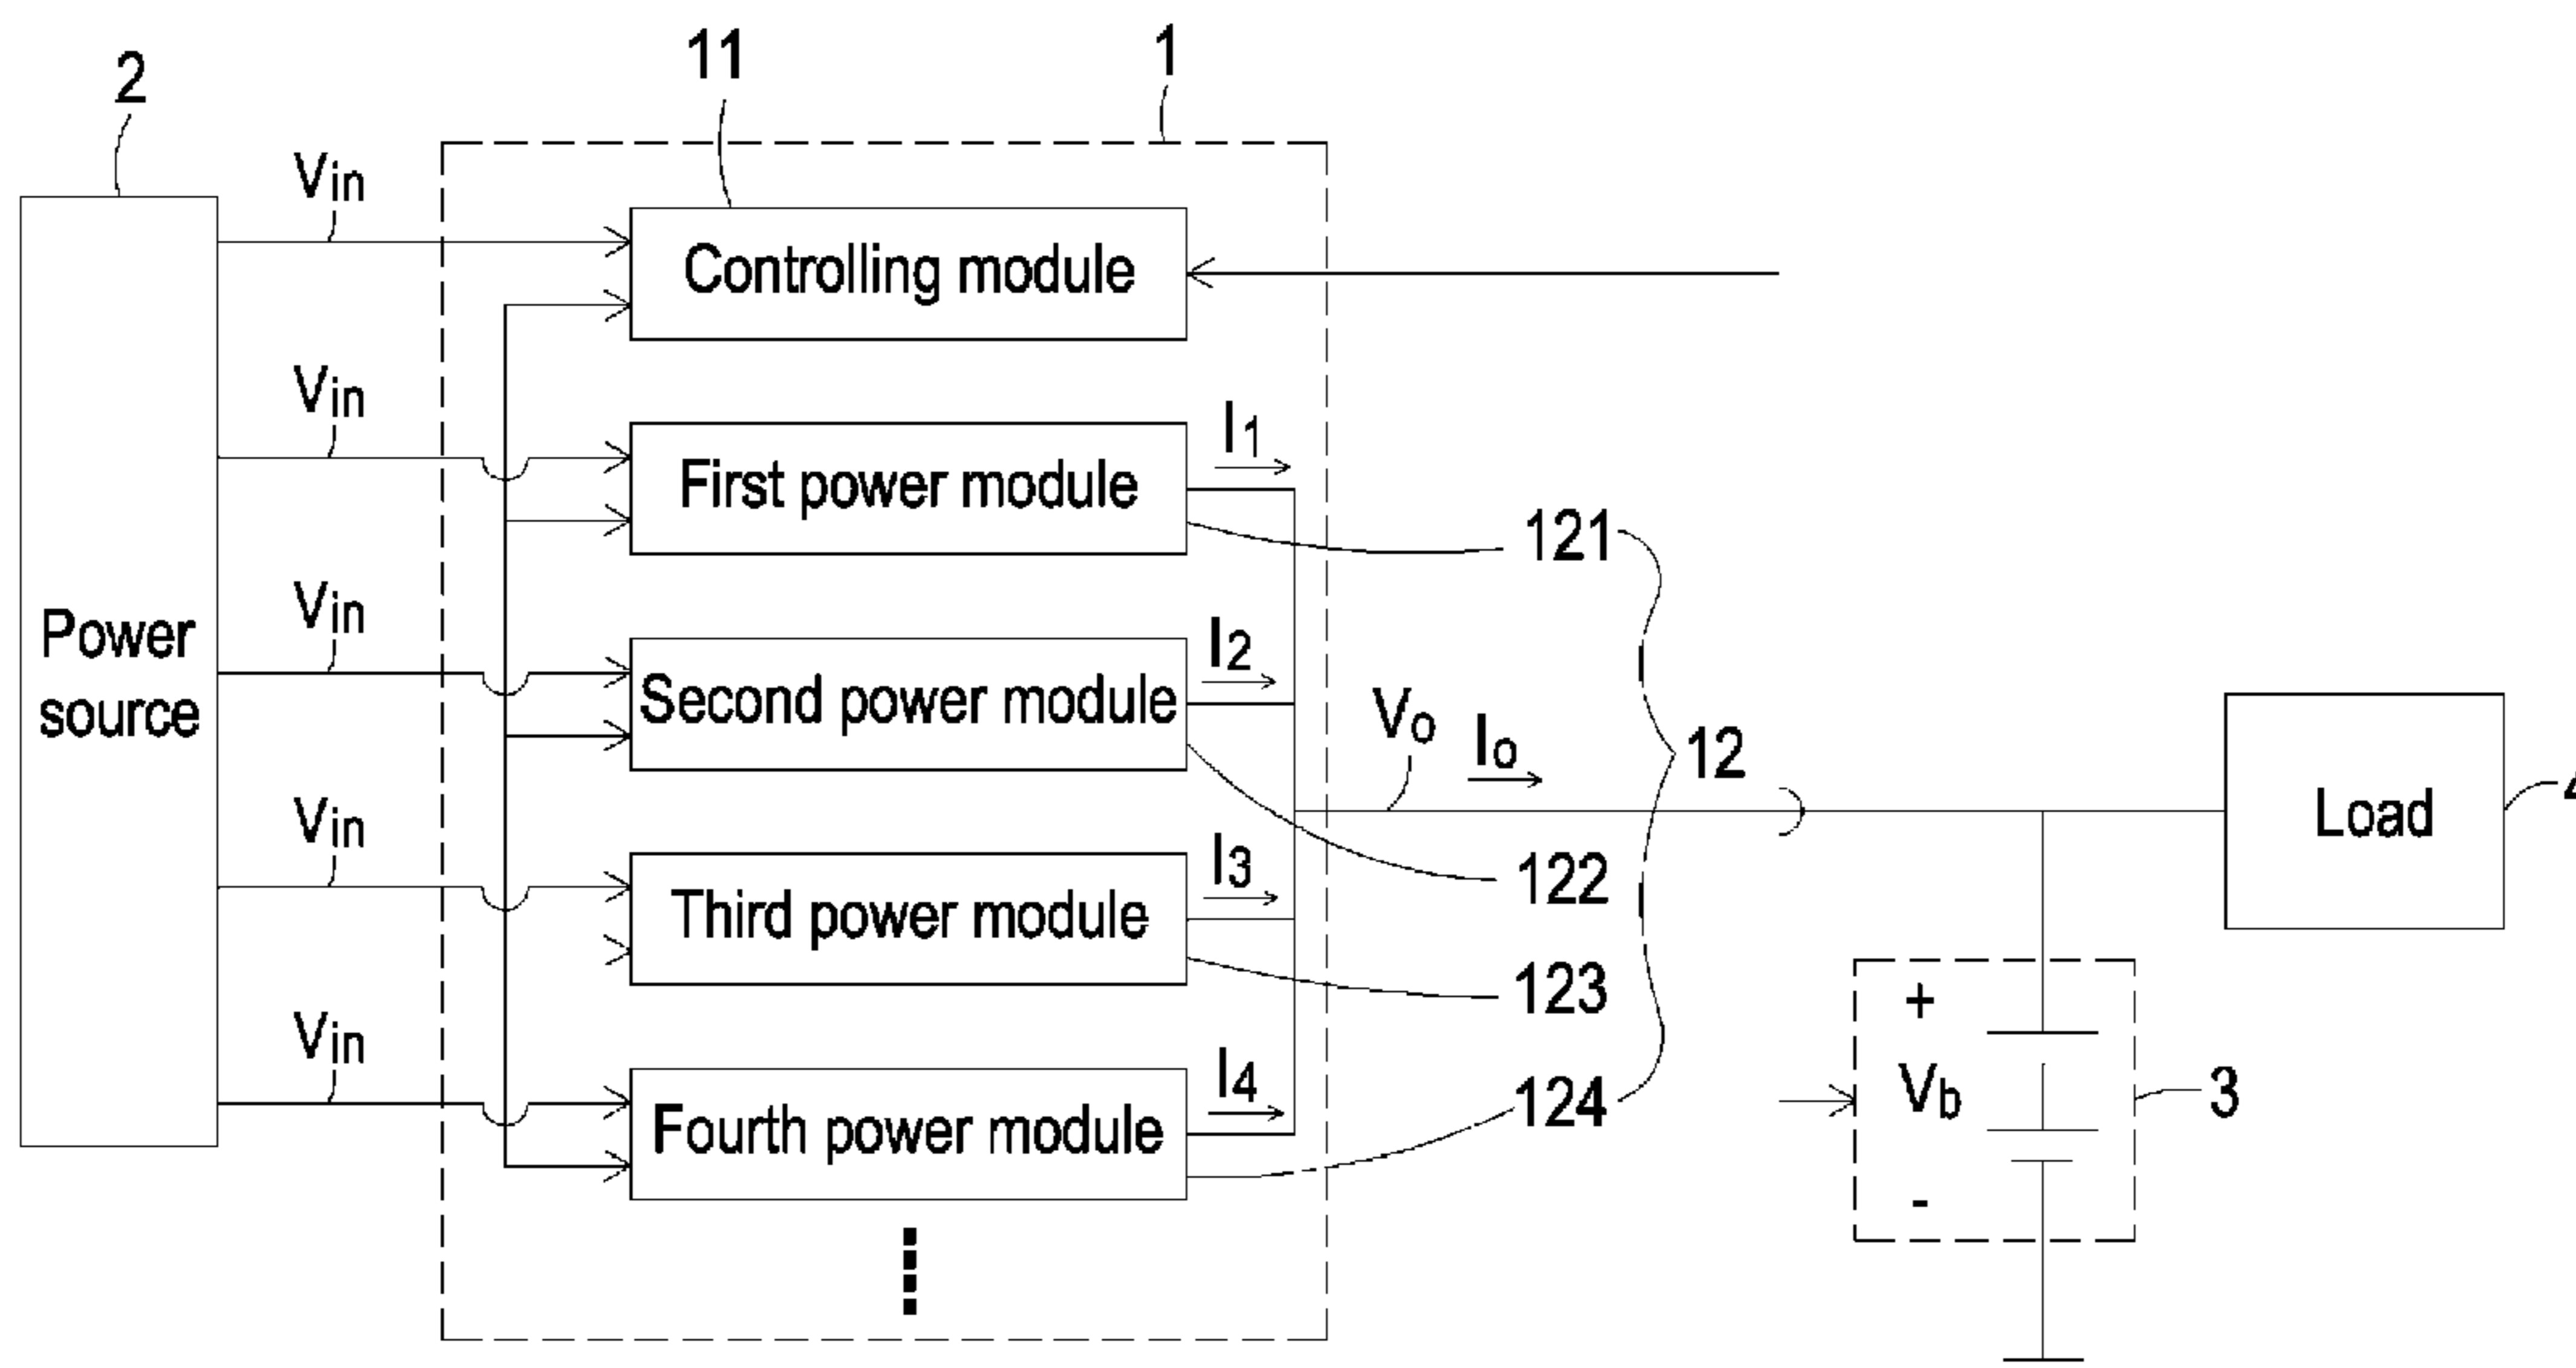 2
11
1
Vin
Controlling module
Vin
First power module
I1
121
Vin
Second power module
I2
Power
source
Vo
Io
12
Load
4
Vin
Third power module
I3
122
123
Vin
Fourth power module
I4
124
+
Vb
-
3